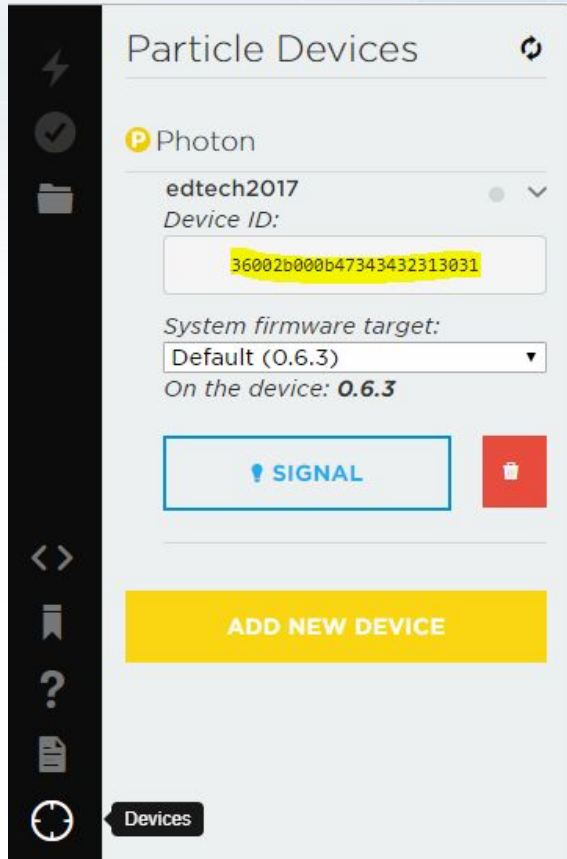 Particle Devices
P Photon
edtech2017
Device ID:
36002b000b47343432313031
System firmware target:
Default (0.6.3)
On the device: 0.6.3
SIGNAL
ADD NEW DEVICE
?
Devices